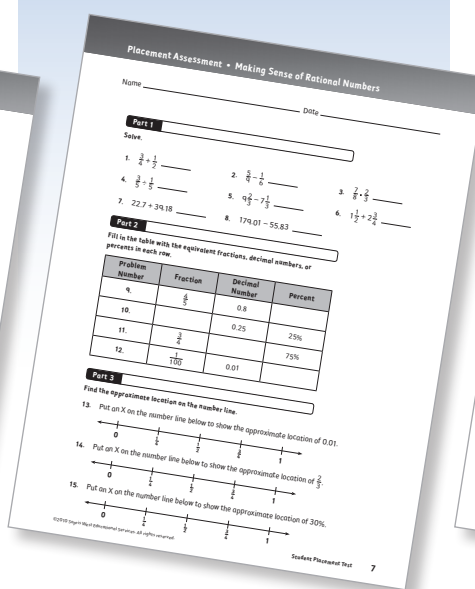 Placement Assessment • Making Sense of Rational Numbers
Name Date
Part 1
Solve.
1. 3/4 + 1/2 2. 5/9 − 1/6 3. 7/8 • 2/3
4. 3/5 ÷ 1/5 5. 9 2/3 − 7 1/3 6. 1 1/2 + 2 3/4
7. 22.7 + 39.18 8. 179.01 − 55.83
Part 2
Fill in the table with the equivalent fractions, decimal numbers, or
percents in each row.
Problem Number Fraction Decimal Number Percent
9. 4/5 0.8
10. 0.25 25%
11. 3/4 75%
12. 1/100 0.01
Part 3
Find the approximate location on the number line.
13. Put an X on the number line below to show the approximate location of 0.01.
0 1/4 1/2 3/4 1
14. Put an X on the number line below to show the approximate location of 2/3.
0 1/4 1/2 3/4 1
15. Put an X on the number line below to show the approximate location of 30%.
0 1/4 1/2 3/4 1
©2010 Sopris West Educational Services. All rights reserved.
Student Placement Test 7